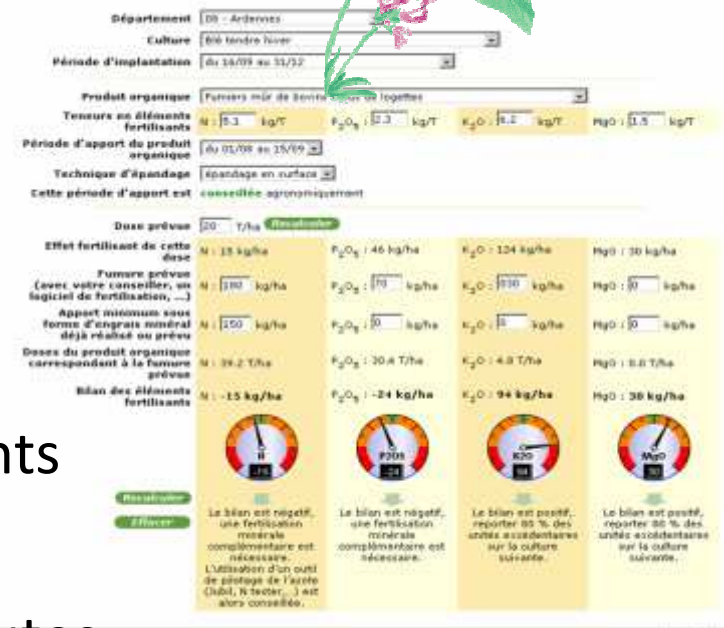 Département 08 - Ardennes
Culture Blé tendre hiver
Période d'implantation du 16/09 au 31/12
Produit organique Fumiers mûr de bovins de logettes
Teneurs en éléments fertilisants N : 5.1 kg/T P2O5 : 2.3 kg/T K2O : 6.2 kg/T MgO : 1.5 kg/T
Période d'apport du produit organique du 01/08 au 15/09
Technique d'épandage épandage en surface
Cette période d'apport est conseillée agronomiquement
Dose prévue 20 T/ha Recalculer
Effet fertilisant de cette dose N : 15 kg/ha P2O5 : 46 kg/ha K2O : 124 kg/ha MgO : 30 kg/ha
Fumure prévue (avec votre conseiller, un logiciel de fertilisation, ...) N : 180 kg/ha P2O5 : 70 kg/ha K2O : kg/ha MgO : 0 kg/ha
Apport minimum sous forme d'engrais minéral déjà réalisé ou prévu N : 150 kg/ha P2O5 : 0 kg/ha K2O : 0 kg/ha MgO : 0 kg/ha
Doses du produit organique correspondant à la fumure prévue N : 39.2 T/ha P2O5 : 30.4 T/ha K2O : 4.8 T/ha MgO : 0.0 T/ha
Bilan des éléments fertilisants N : -15 kg/ha P2O5 : -24 kg/ha K2O : 94 kg/ha MgO : 30 kg/ha
nts
N P2O5 K2O MgO
-15 -24 94 30
Recalculer
Effacer
Le bilan est négatif, une fertilisation minérale complémentaire est nécessaire. L'utilisation d'un outil de pilotage de l'azote (Jubil, N tester,...) est alors conseillée.
Le bilan est négatif, une fertilisation minérale complémentaire est nécessaire.
Le bilan est positif, reporter 80 % des unités excédentaires sur la culture suivante.
Le bilan est positif, reporter 80 % des unités excédentaires sur la culture suivante.